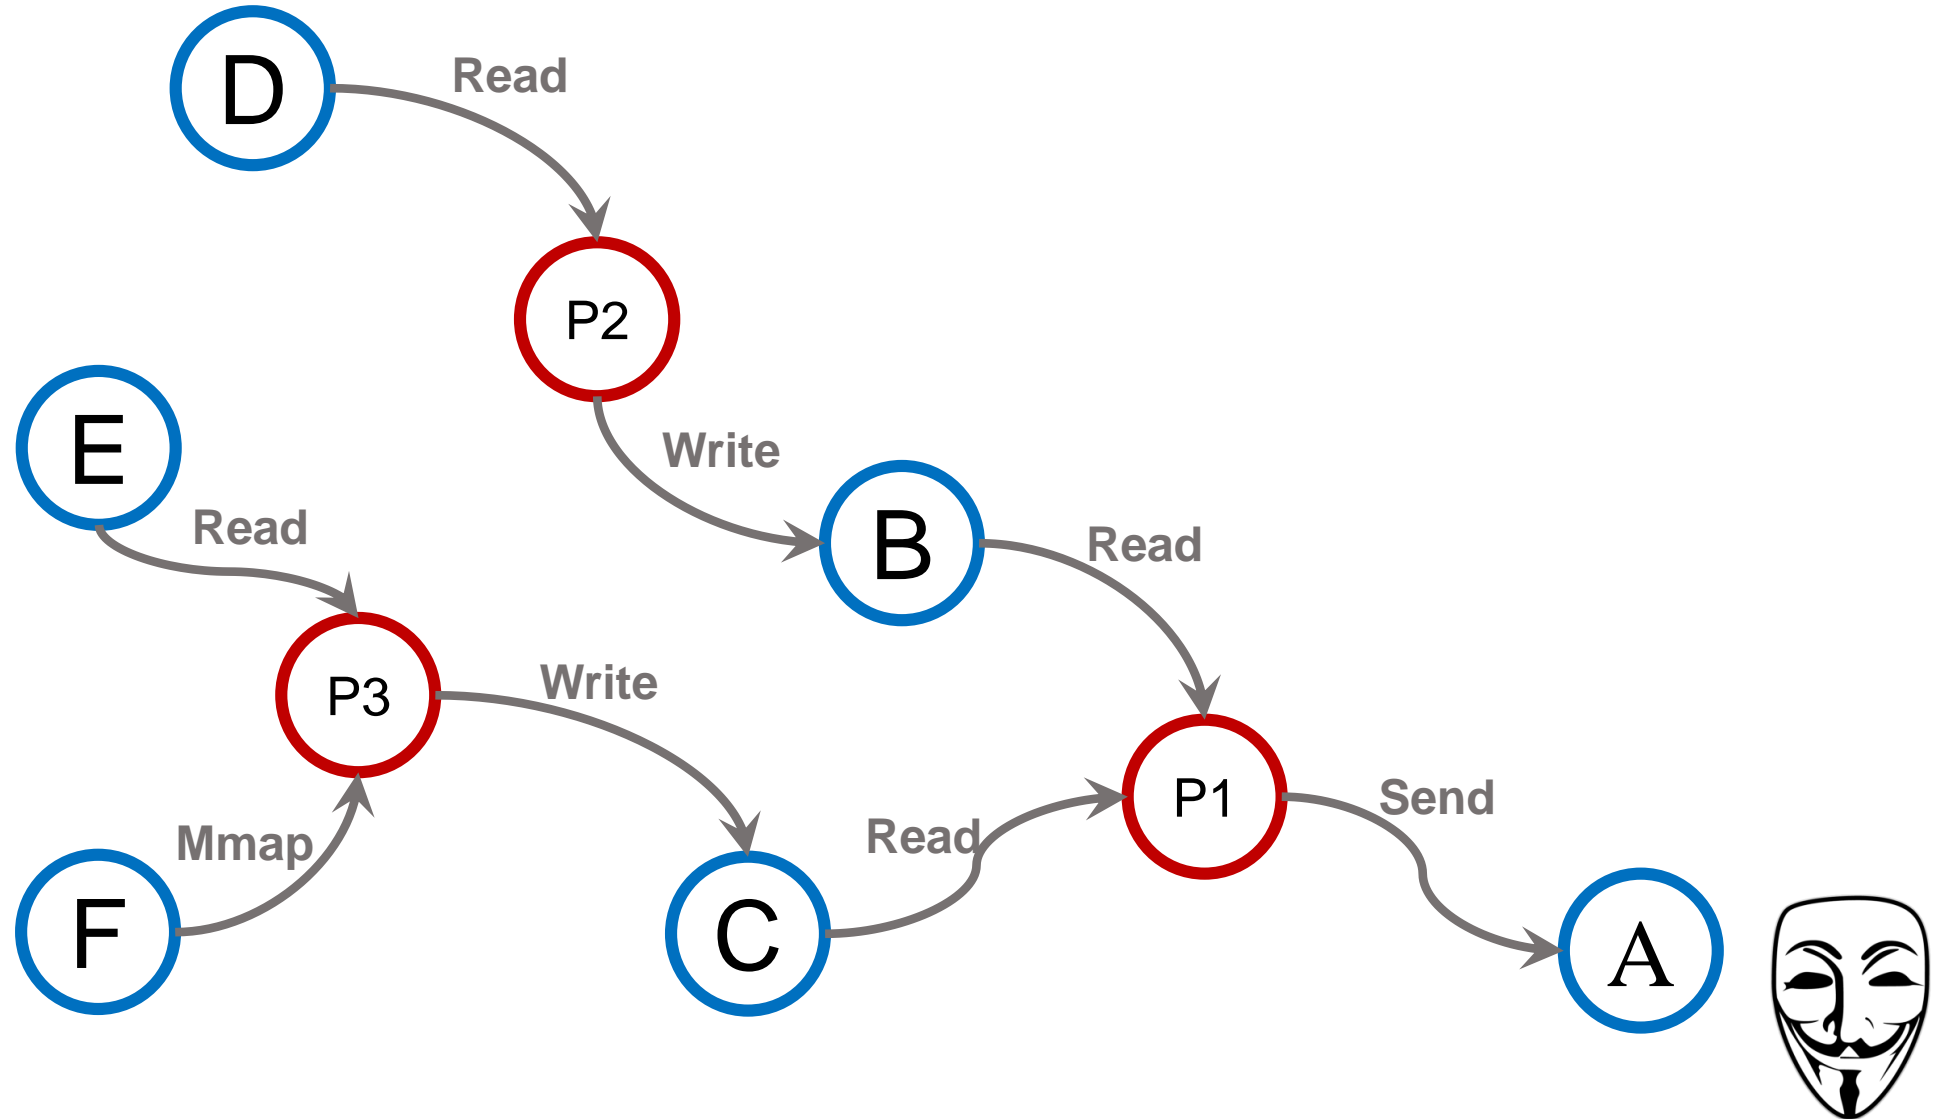 D
Read
P2
E
Write
Read
B
Read
P3
Write
P1
Mmap
Read
Send
F
C
A